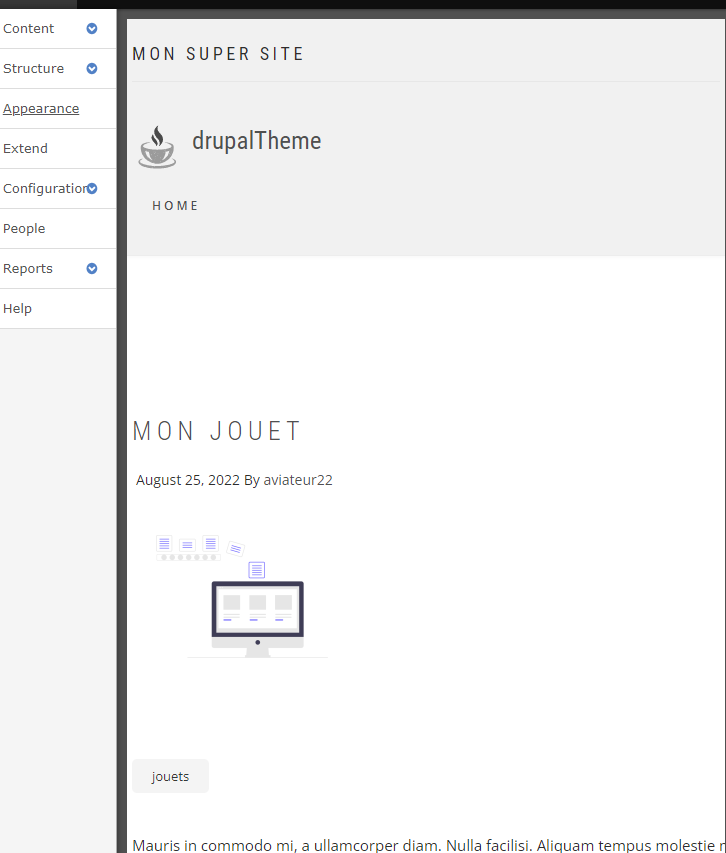 Content
Structure
Appearance
Extend
Configuration
People
Reports
Help
MON SUPER SITE
drupalTheme
HOME
MON JOUET
August 25, 2022 By aviateur22
jouets
Mauris in commodo mi, a ullamcorper diam. Nulla facilisi. Aliquam tempus molestie